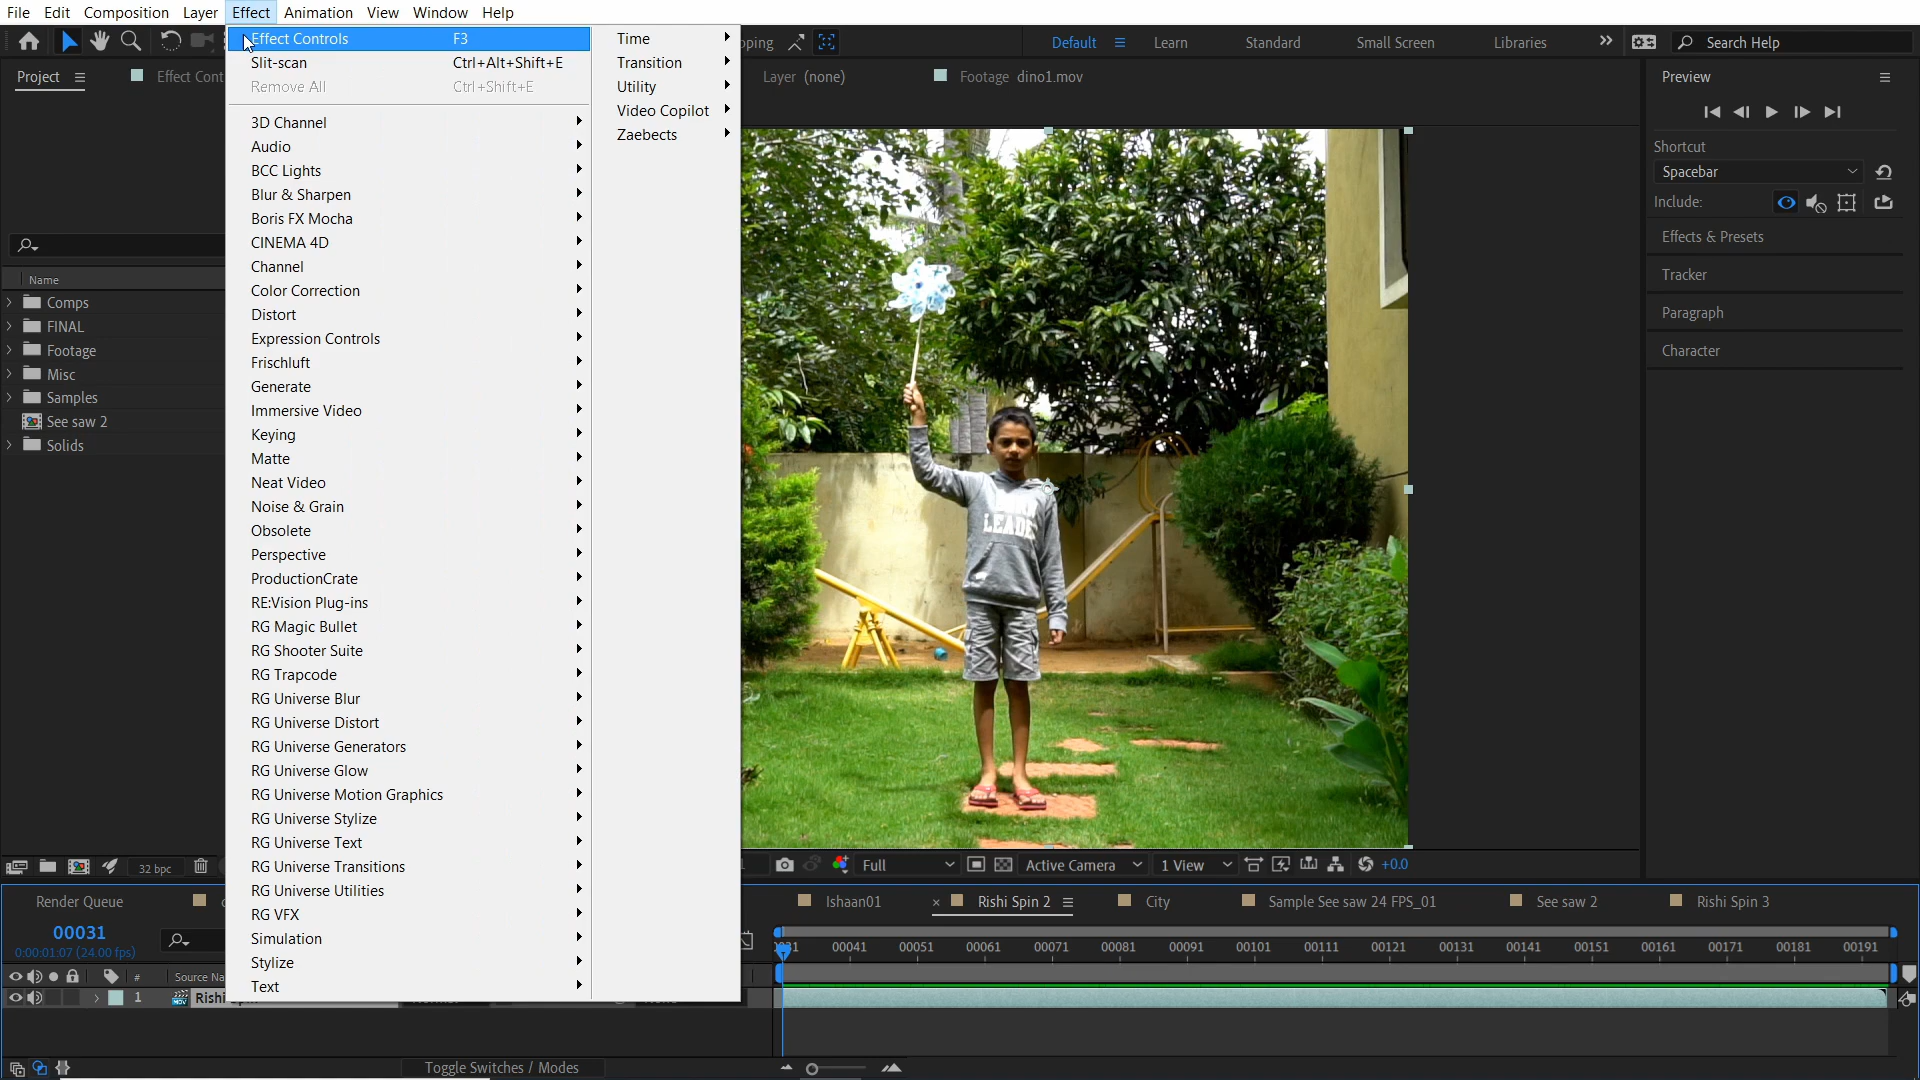 File Edit Composition Layer Effect Animation View Window Help
Effect Controls F3
Slit-scan Ctrl+Alt+Shift+E
Remove All Ctrl+Shift+E
3D Channel
Audio
BCC Lights
Blur & Sharpen
Boris FX Mocha
CINEMA 4D
Channel
Color Correction
Distort
Expression Controls
Frischluft
Generate
Immersive Video
Keying
Matte
Neat Video
Noise & Grain
Obsolete
Perspective
ProductionCrate
RE:Vision Plug-ins
RG Magic Bullet
RG Shooter Suite
RG Trapcode
RG Universe Blur
RG Universe Distort
RG Universe Generators
RG Universe Glow
RG Universe Motion Graphics
RG Universe Stylize
RG Universe Text
RG Universe Transitions
RG Universe Utilities
RG VFX
Simulation
Stylize
Text
Time
Transition
Utility
Video Copilot
Zaebects
Default Learn Standard Small Screen Libraries Search Help
Project Effect Cont
Layer (none) Footage dino1.mov
Name
Comps
FINAL
Footage
Misc
Samples
See saw 2
Solids
32 bpc
LEADE
Full Active Camera 1 View +0.0
Preview
Shortcut
Spacebar
Include:
Effects & Presets
Tracker
Paragraph
Character
Render Queue Ishaan01 × Rishi Spin 2 City Sample See saw 24 FPS_01 See saw 2 Rishi Spin 3
00031
0:00:01:07 (24.00 fps)
00041 00051 00061 00071 00081 00091 00101 00111 00121 00131 00141 00151 00161 00171 00181 00191
# Source Na
1 Rishi
Toggle Switches / Modes